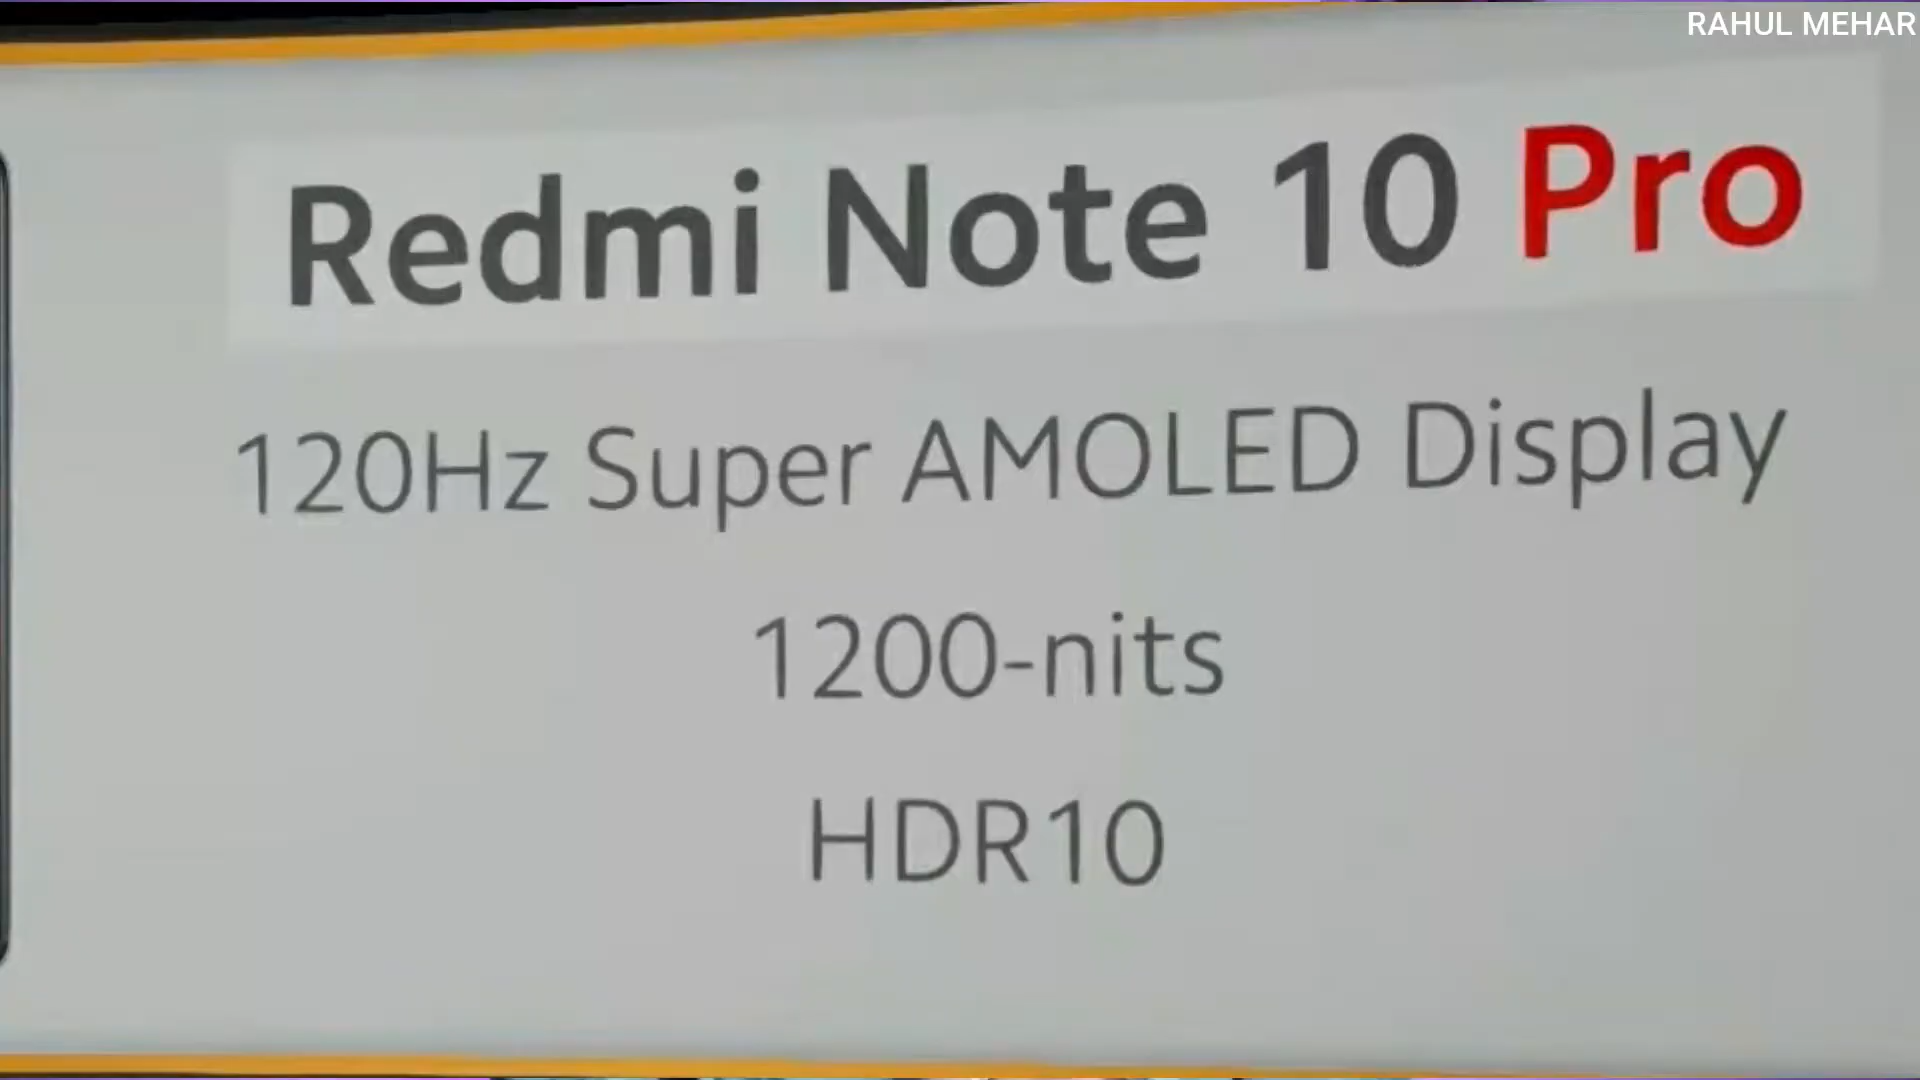 RAHUL MEHAR
Redmi Note 10 Pro
120Hz Super AMOLED Display
1200-nits
HDR10